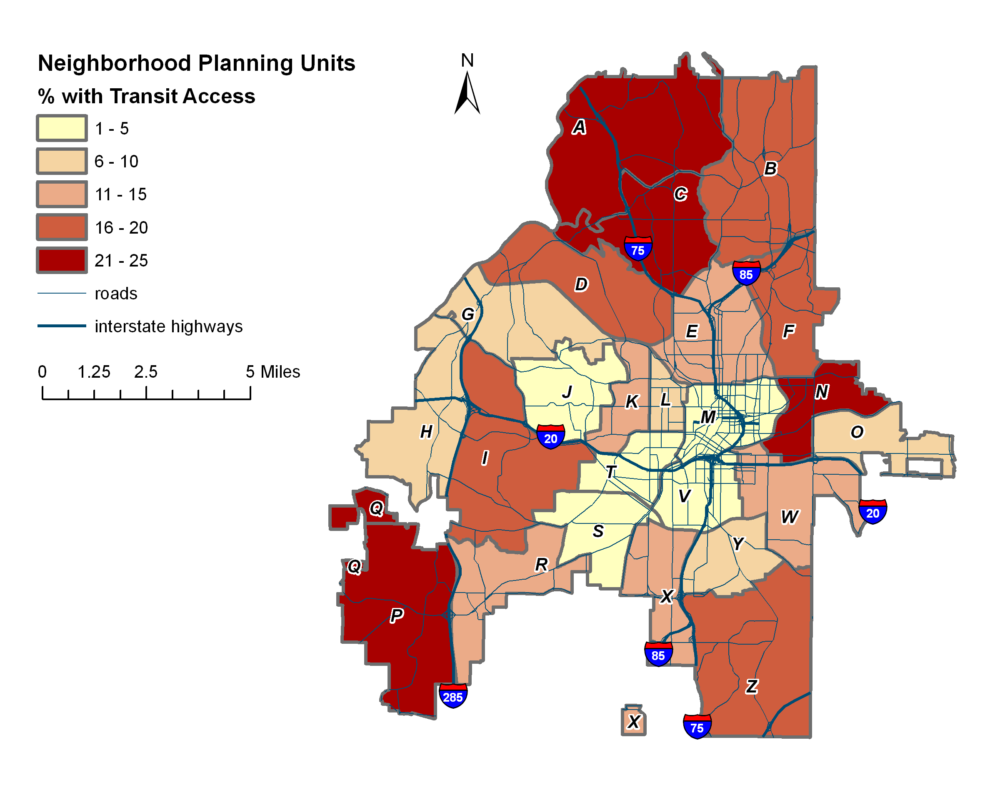 Neighborhood Planning Units
% with Transit Access
1 - 5
6 - 10
11 - 15
16 - 20
21 - 25
roads
interstate highways
0 1.25 2.5 5 Miles
N
A
B
C
75
85
D
G
E
F
J
K
L
M
N
H
I
20
O
T
V
Q
W
20
S
Y
Q
R
P
X
85
Z
285
X
75